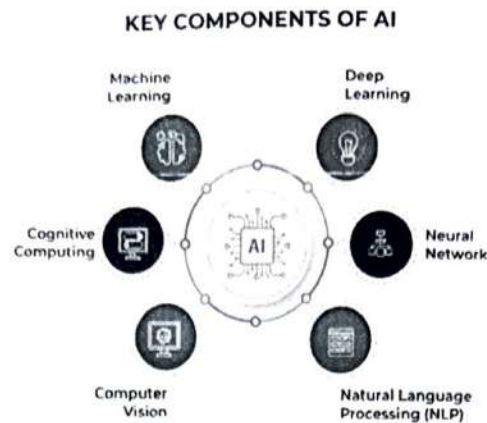 KEY COMPONENTS OF AI
Machine
Learning
Deep
Learning
Cognitive
Computing
AI
Neural
Network
Computer
Vision
Natural Language
Processing (NLP)